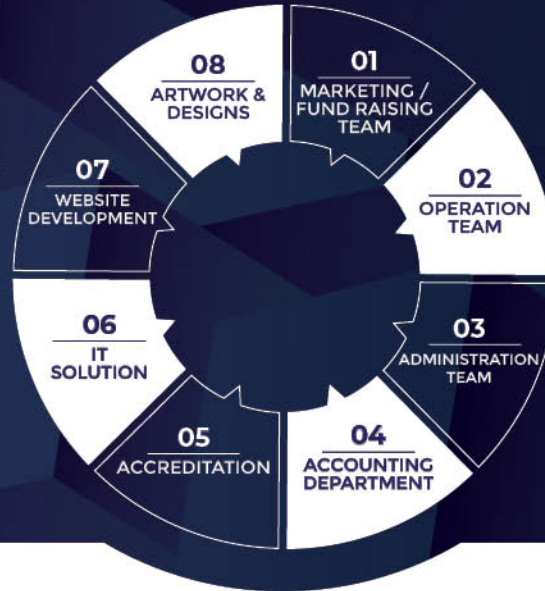 01
MARKETING /
FUND RAISING
TEAM
02
OPERATION
TEAM
03
ADMINISTRATION
TEAM
04
ACCOUNTING
DEPARTMENT
05
ACCREDITATION
06
IT
SOLUTION
07
WEBSITE
DEVELOPMENT
08
ARTWORK &
DESIGNS